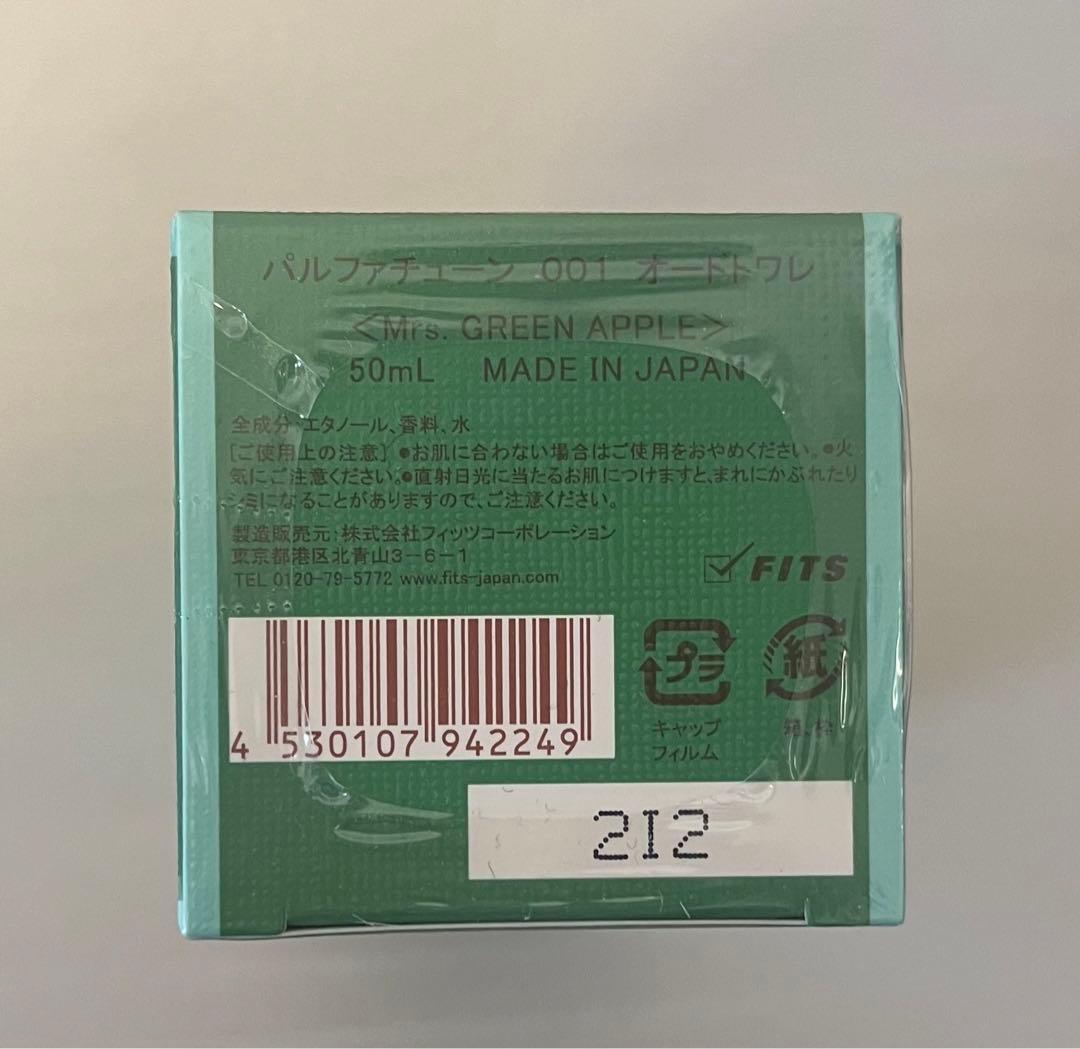 パルファチューン 001 オードトワレ
<Mrs. GREEN APPLE>
50mL MADE IN JAPAN
全成分:エタノール、香料、水
[ご使用上の注意] ●お肌に合わない場合はご使用をおやめください。●火
気にご注意ください。●直射日光に当たるお肌につけますと、まれにかぶれたり
シミになることがありますので、ご注意ください。
製造販売元:株式会社フィッツコーポレーション
東京都港区北青山3-6-1
TEL 0120-79-5772 www.fits-japan.com
FITS
4 530107 942249
プラ
キャップ
フィルム
紙
箱、枠
2I2